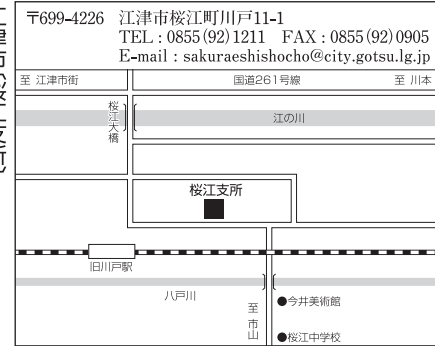 〒699-4226 江津市桜江町川戸11-1
TEL : 0855(92)1211 FAX : 0855(92)0905
E-mail : sakuraeshishocho@city.gotsu.lg.jp
至 江津市街
国道261号線
至 川本
桜江大橋
江の川
桜江支所
旧川戸駅
八戸川
至 市山
●今井美術館
●桜江中学校